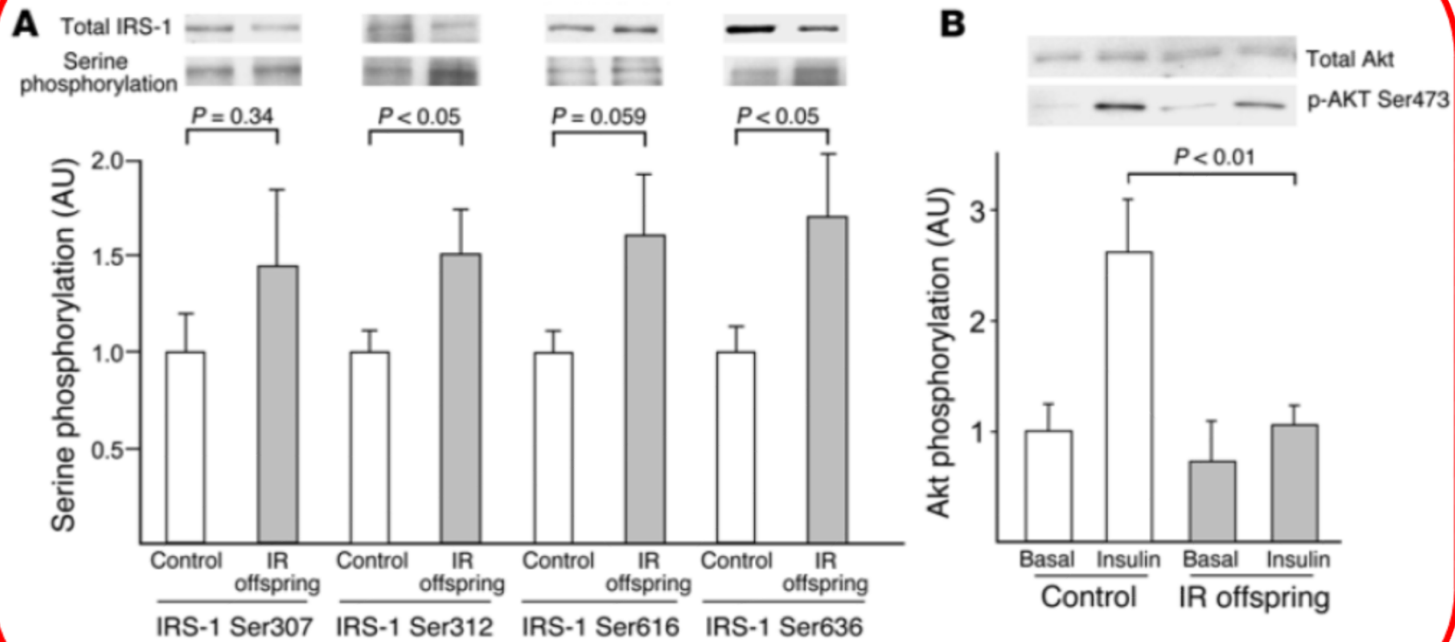 A
Total IRS-1
Serine
phosphorylation
P = 0.34
P < 0.05
P = 0.059
P < 0.05
Serine phosphorylation (AU)
2.0
1.5
1.0
0.5
Control
IR
offspring
Control
IR
offspring
Control
IR
offspring
Control
IR
offspring
IRS-1 Ser307
IRS-1 Ser312
IRS-1 Ser616
IRS-1 Ser636
B
Total Akt
p-AKT Ser473
P < 0.01
Akt phosphorylation (AU)
3
2
1
Basal
Insulin
Basal
Insulin
Control
IR offspring